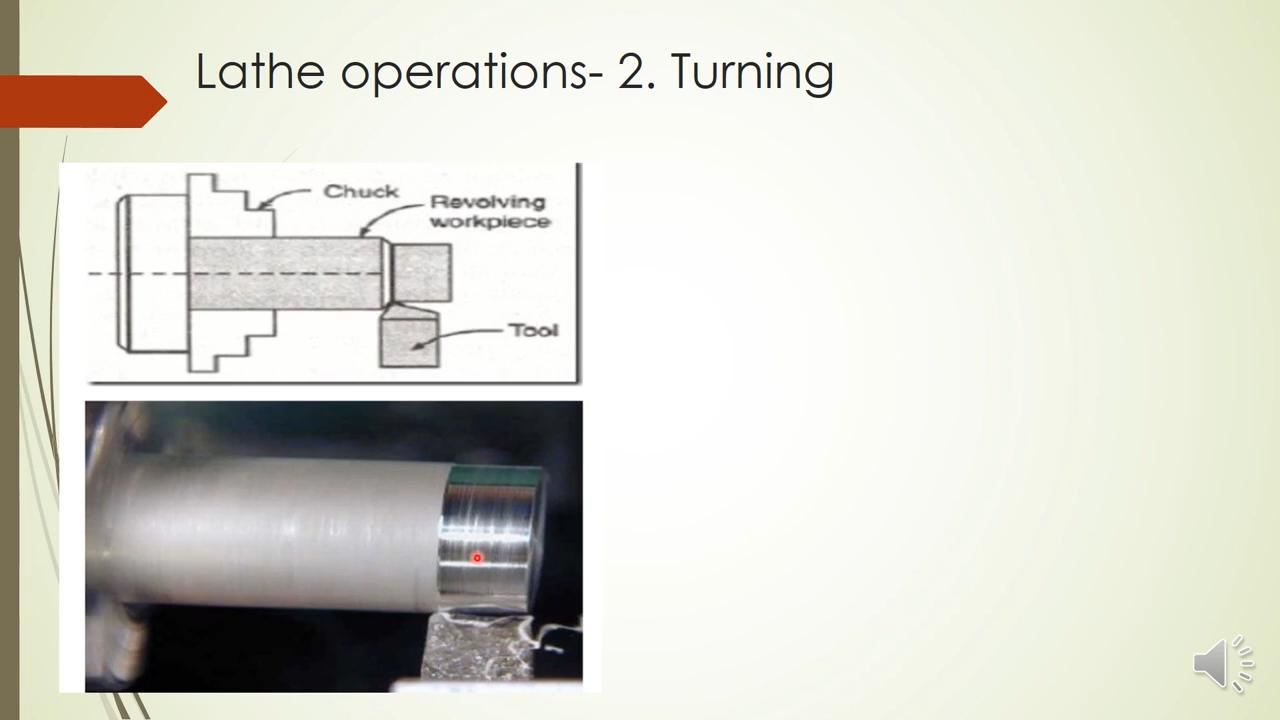 Lathe operations- 2. Turning
Chuck
Revolving
workpiece
Tool